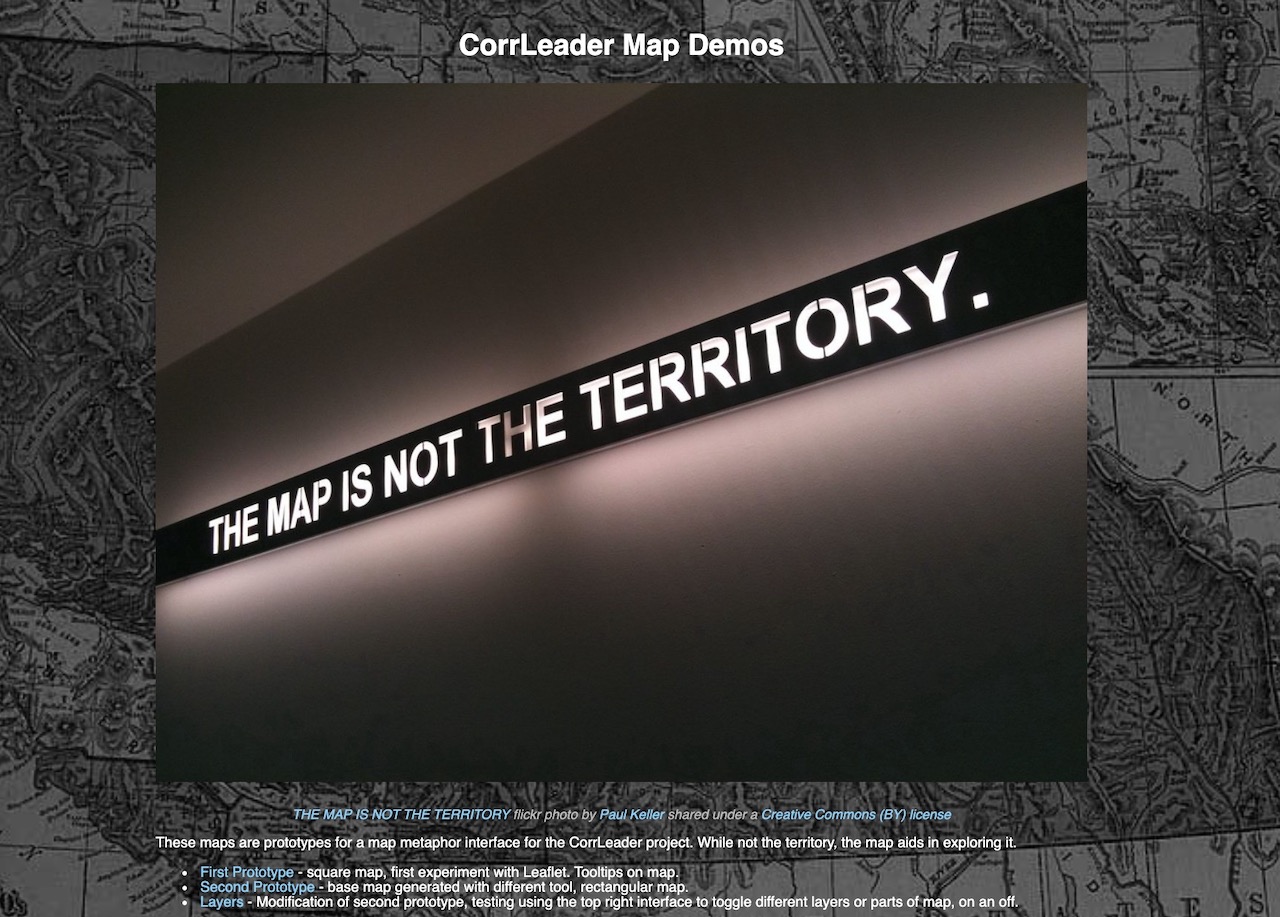 CorrLeader Map Demos
THE MAP IS NOT THE TERRITORY.
THE MAP IS NOT THE TERRITORY flickr photo by Paul Keller shared under a Creative Commons (BY) license
These maps are prototypes for a map metaphor interface for the CorrLeader project. While not the territory, the map aids in exploring it.
• First Prototype - square map, first experiment with Leaflet. Tooltips on map.
• Second Prototype - base map generated with different tool, rectangular map.
• Layers - Modification of second prototype, testing using the top right interface to toggle different layers or parts of map, on an off.